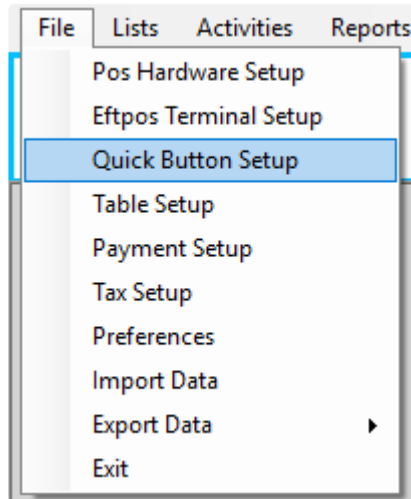 File Lists Activities Reports
Pos Hardware Setup
Eftpos Terminal Setup
Quick Button Setup
Table Setup
Payment Setup
Tax Setup
Preferences
Import Data
Export Data
Exit